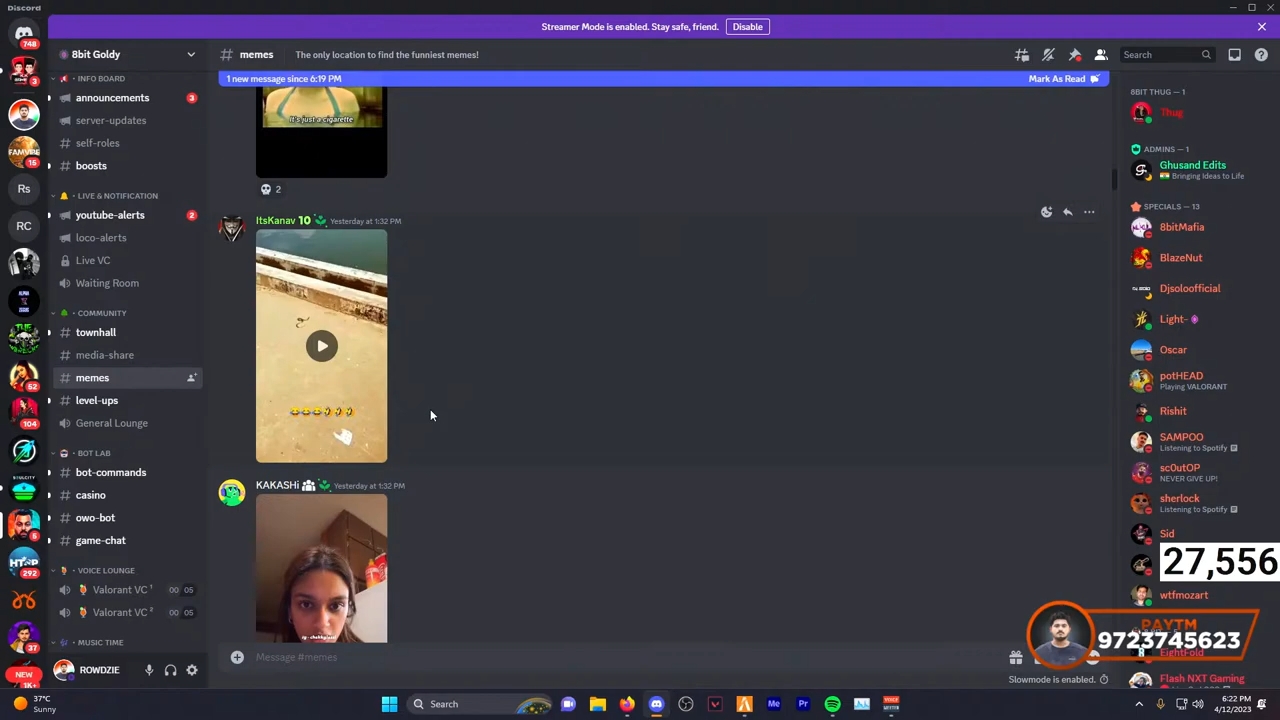 Discord
Streamer Mode is enabled. Stay safe, friend.
Disable
8bit Goldy
# memes
The only location to find the funniest memes!
Search
1 new message since 6:19 PM
Mark As Read
INFO BOARD
announcements
3
server-updates
self-roles
boosts
LIVE & NOTIFICATION
youtube-alerts
2
loco-alerts
Live VC
Waiting Room
COMMUNITY
townhall
media-share
memes
level-ups
General Lounge
BOT LAB
bot-commands
casino
owo-bot
game-chat
VOICE LOUNGE
Valorant VC ¹
00 05
Valorant VC ²
00 05
MUSIC TIME
ROWDZIE
748
3
15
Rs
RC
52
104
5
292
37
NEW
It's just a cigarette
2
ItsKanav 10
Yesterday at 1:32 PM
KAKASHi
Yesterday at 1:32 PM
Message #memes
Slowmode is enabled.
8BIT THUG — 1
Thug
ADMINS — 1
Ghusand Edits
Bringing Ideas to Life
SPECIALS — 13
8bitMafia
BlazeNut
Djsoloofficial
Light-
Oscar
potHEAD
Playing VALORANT
Rishit
SAMPOO
Listening to Spotify
sc0utOP
NEVER GIVE UP!
sherlock
Listening to Spotify
Sid
27,556
wtfmozart
PAYTM
9723745623
EightFold
Flash NXT Gaming
37°C
Sunny
Search
6:22 PM
4/12/2023